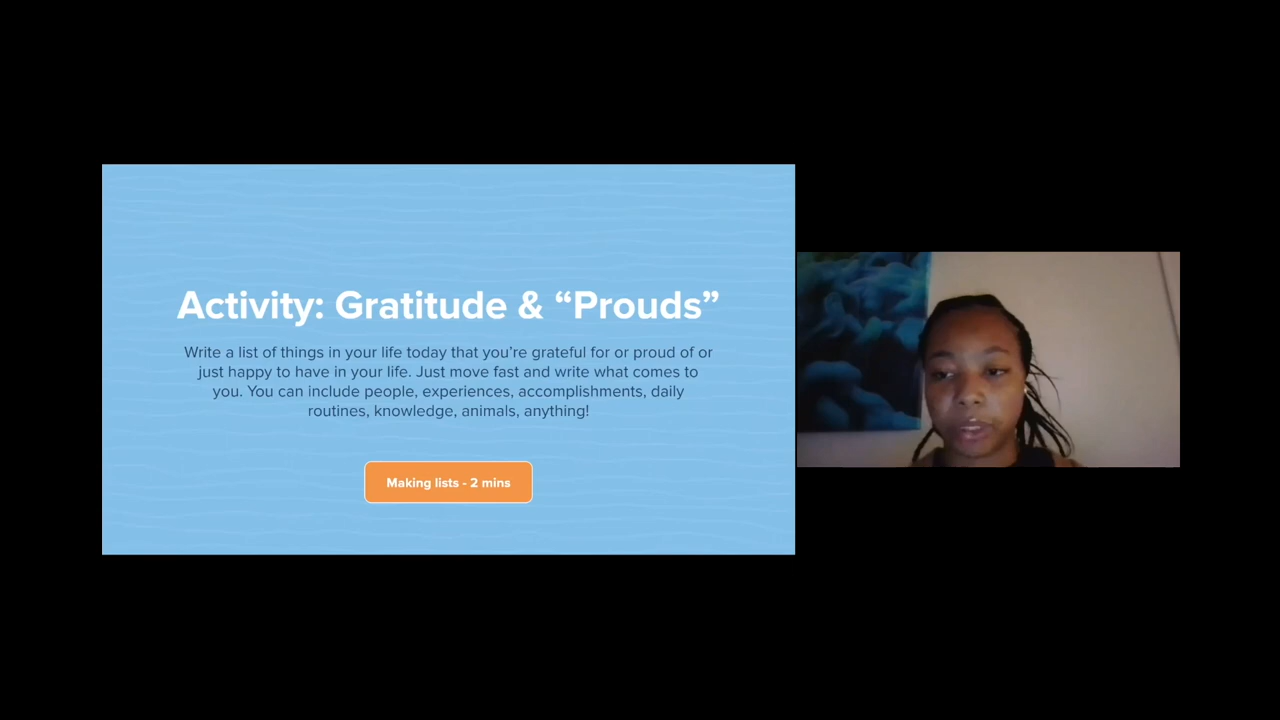 Activity: Gratitude & “Prouds”
Write a list of things in your life today that you’re grateful for or proud of or
just happy to have in your life. Just move fast and write what comes to
you. You can include people, experiences, accomplishments, daily
routines, knowledge, animals, anything!
Making lists - 2 mins